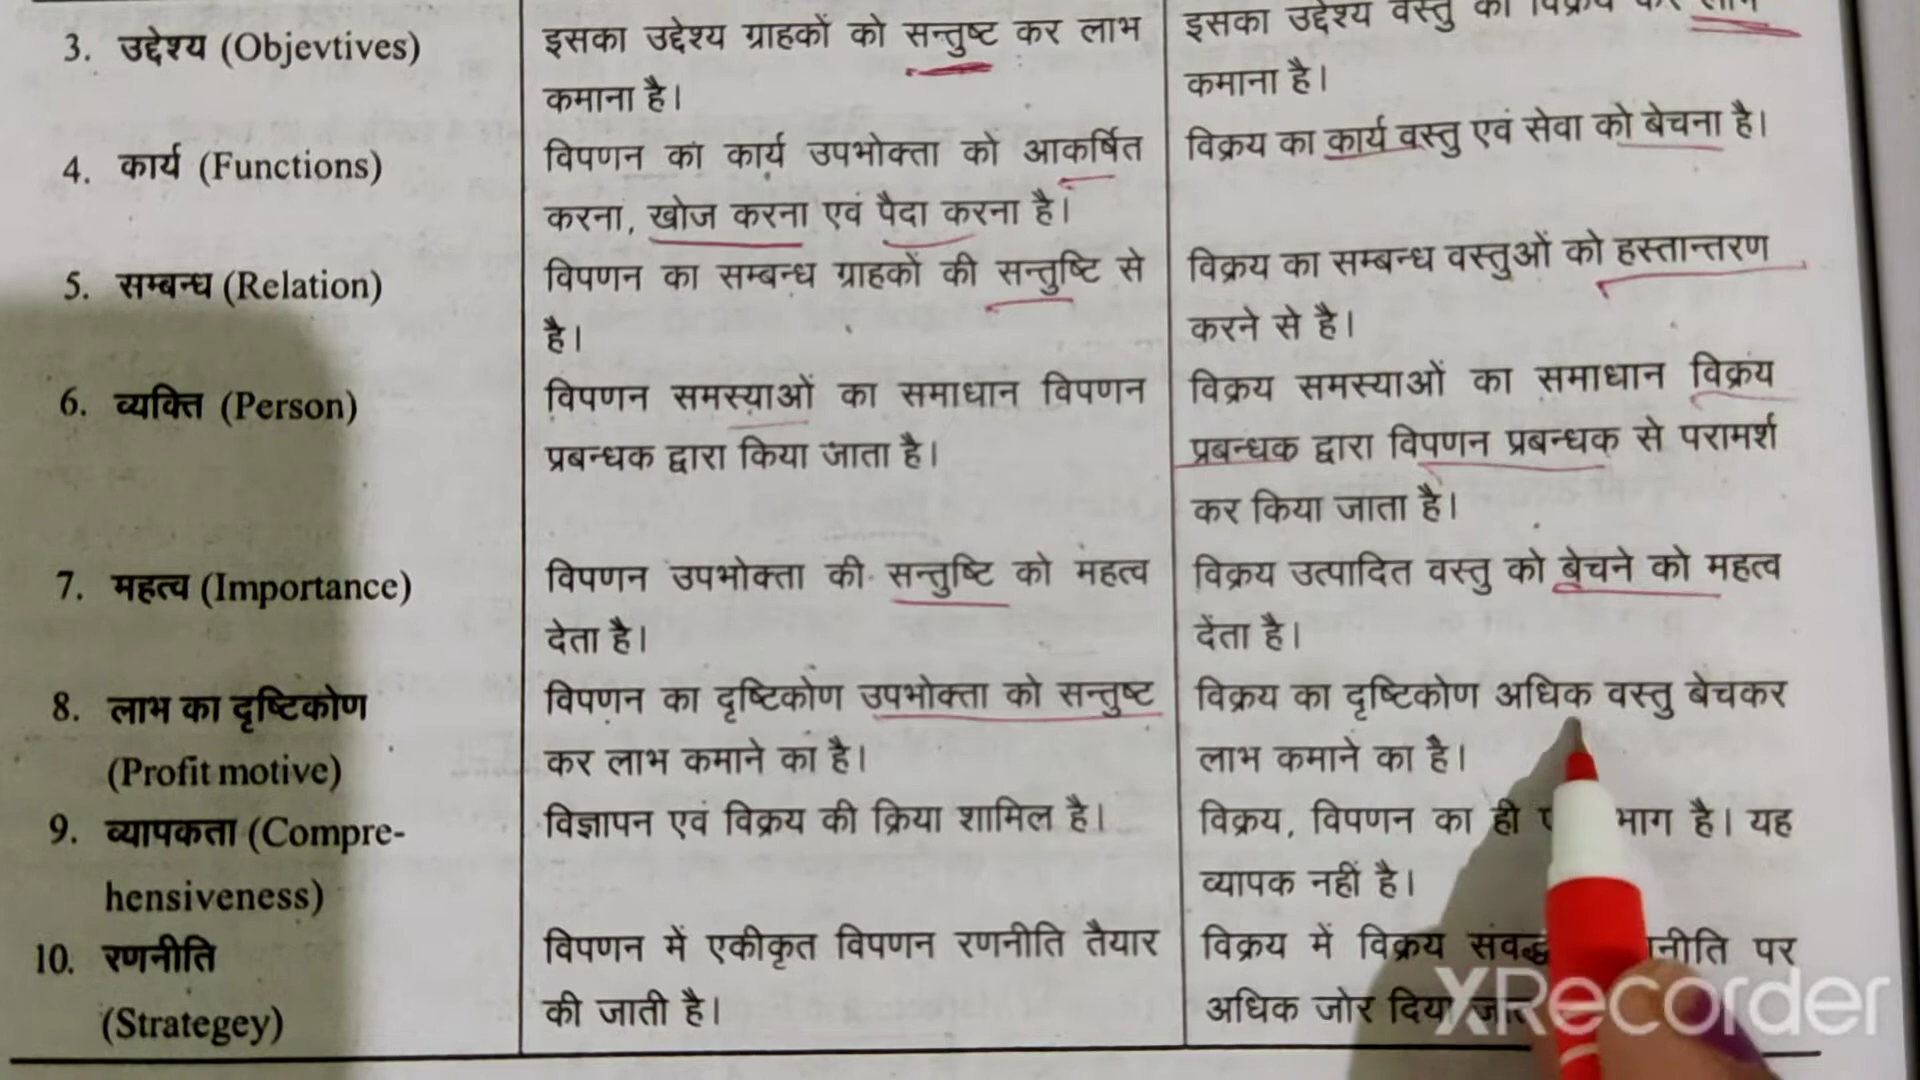 3. उद्देश्य (Objevtives)
इसका उद्देश्य ग्राहकों को सन्तुष्ट कर लाभ
कमाना है।
इसका उद्देश्य वस्तु का विक्रय कर लाभ
कमाना है।
4. कार्य (Functions)
विपणन का कार्य उपभोक्ता को आकर्षित
करना, खोज करना एवं पैदा करना है।
विक्रय का कार्य वस्तु एवं सेवा को बेचना है।
5. सम्बन्ध (Relation)
विपणन का सम्बन्ध ग्राहकों की सन्तुष्टि से
है।
विक्रय का सम्बन्ध वस्तुओं को हस्तान्तरण
करने से है।
6. व्यक्ति (Person)
विपणन समस्याओं का समाधान विपणन
प्रबन्धक द्वारा किया जाता है।
विक्रय समस्याओं का समाधान विक्रय
प्रबन्धक द्वारा विपणन प्रबन्धक से परामर्श
कर किया जाता है।
7. महत्व (Importance)
विपणन उपभोक्ता की सन्तुष्टि को महत्व
देता है।
विक्रय उत्पादित वस्तु को बेचने को महत्व
देता है।
8. लाभ का दृष्टिकोण
(Profit motive)
विपणन का दृष्टिकोण उपभोक्ता को सन्तुष्ट
कर लाभ कमाने का है।
विक्रय का दृष्टिकोण अधिक वस्तु बेचकर
लाभ कमाने का है।
9. व्यापकता (Compre-
hensiveness)
विज्ञापन एवं विक्रय की क्रिया शामिल है।
विक्रय, विपणन का ही भाग है। यह
व्यापक नहीं है।
10. रणनीति
(Strategey)
विपणन में एकीकृत विपणन रणनीति तैयार
की जाती है।
विक्रय में विक्रय पर
अधिक जोर दिया
XRecorder